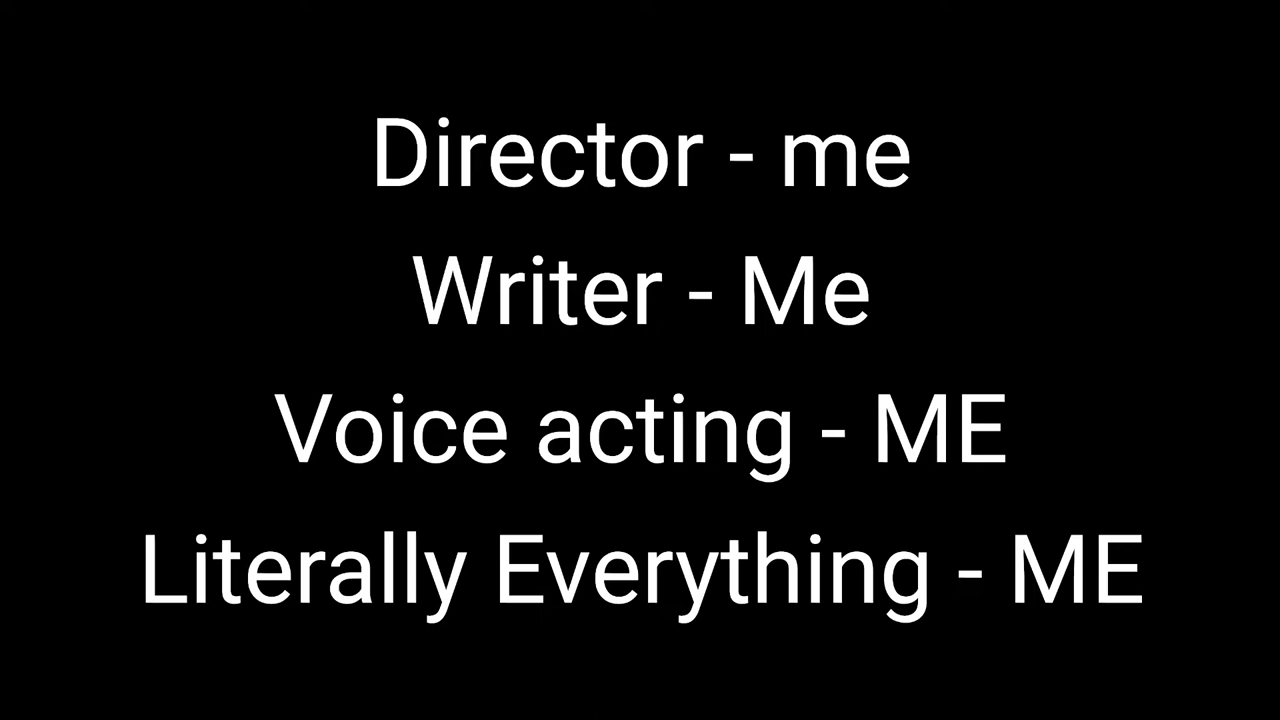 Director - me
Writer - Me
Voice acting - ME
Literally Everything - ME